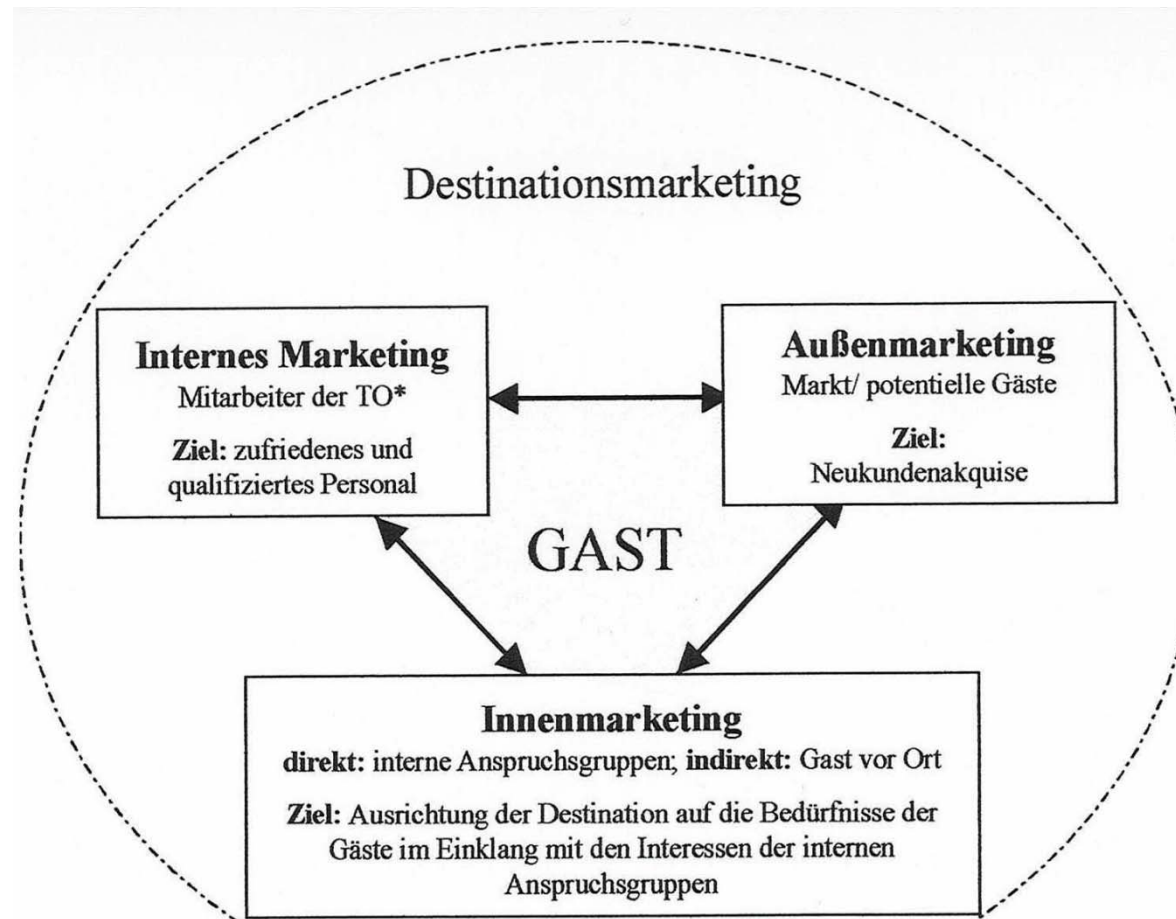 Destinationsmarketing
Internes Marketing
Mitarbeiter der TO*
Ziel: zufriedenes und
qualifiziertes Personal
Außenmarketing
Markt/ potentielle Gäste
Ziel:
Neukundenakquise
GAST
Innenmarketing
direkt: interne Anspruchsgruppen; indirekt: Gast vor Ort
Ziel: Ausrichtung der Destination auf die Bedürfnisse der
Gäste im Einklang mit den Interessen der internen
Anspruchsgruppen